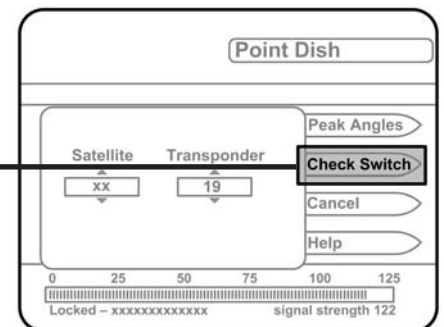 Point Dish
Peak Angles
Satellite Transponder
Check Switch
xx 19
Cancel
Help
0 25 50 75 100 125
Locked – xxxxxxxxxxxxx signal strength 122